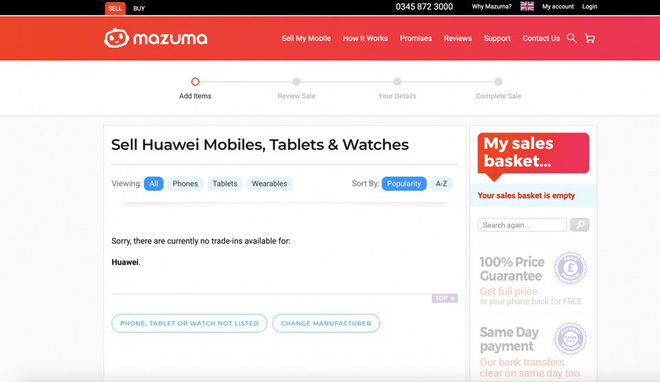 SELL BUY 0345 872 3000 Why Mazuma? My account Login
mazuma Sell My Mobile How It Works Promises Reviews Support Contact Us
Add Items Review Sale Your Details Complete Sale
Sell Huawei Mobiles, Tablets & Watches
Viewing: All Phones Tablets Wearables Sort By: Popularity A-Z
Sorry, there are currently no trade-ins available for:
Huawei.
TOP
PHONE, TABLET OR WATCH NOT LISTED CHANGE MANUFACTURER
My sales
basket...
Your sales basket is empty
Search again...
100% Price
Guarantee
£
Get full price
or your phone back for FREE
Same Day
payment
Our bank transfers
clear on same day too